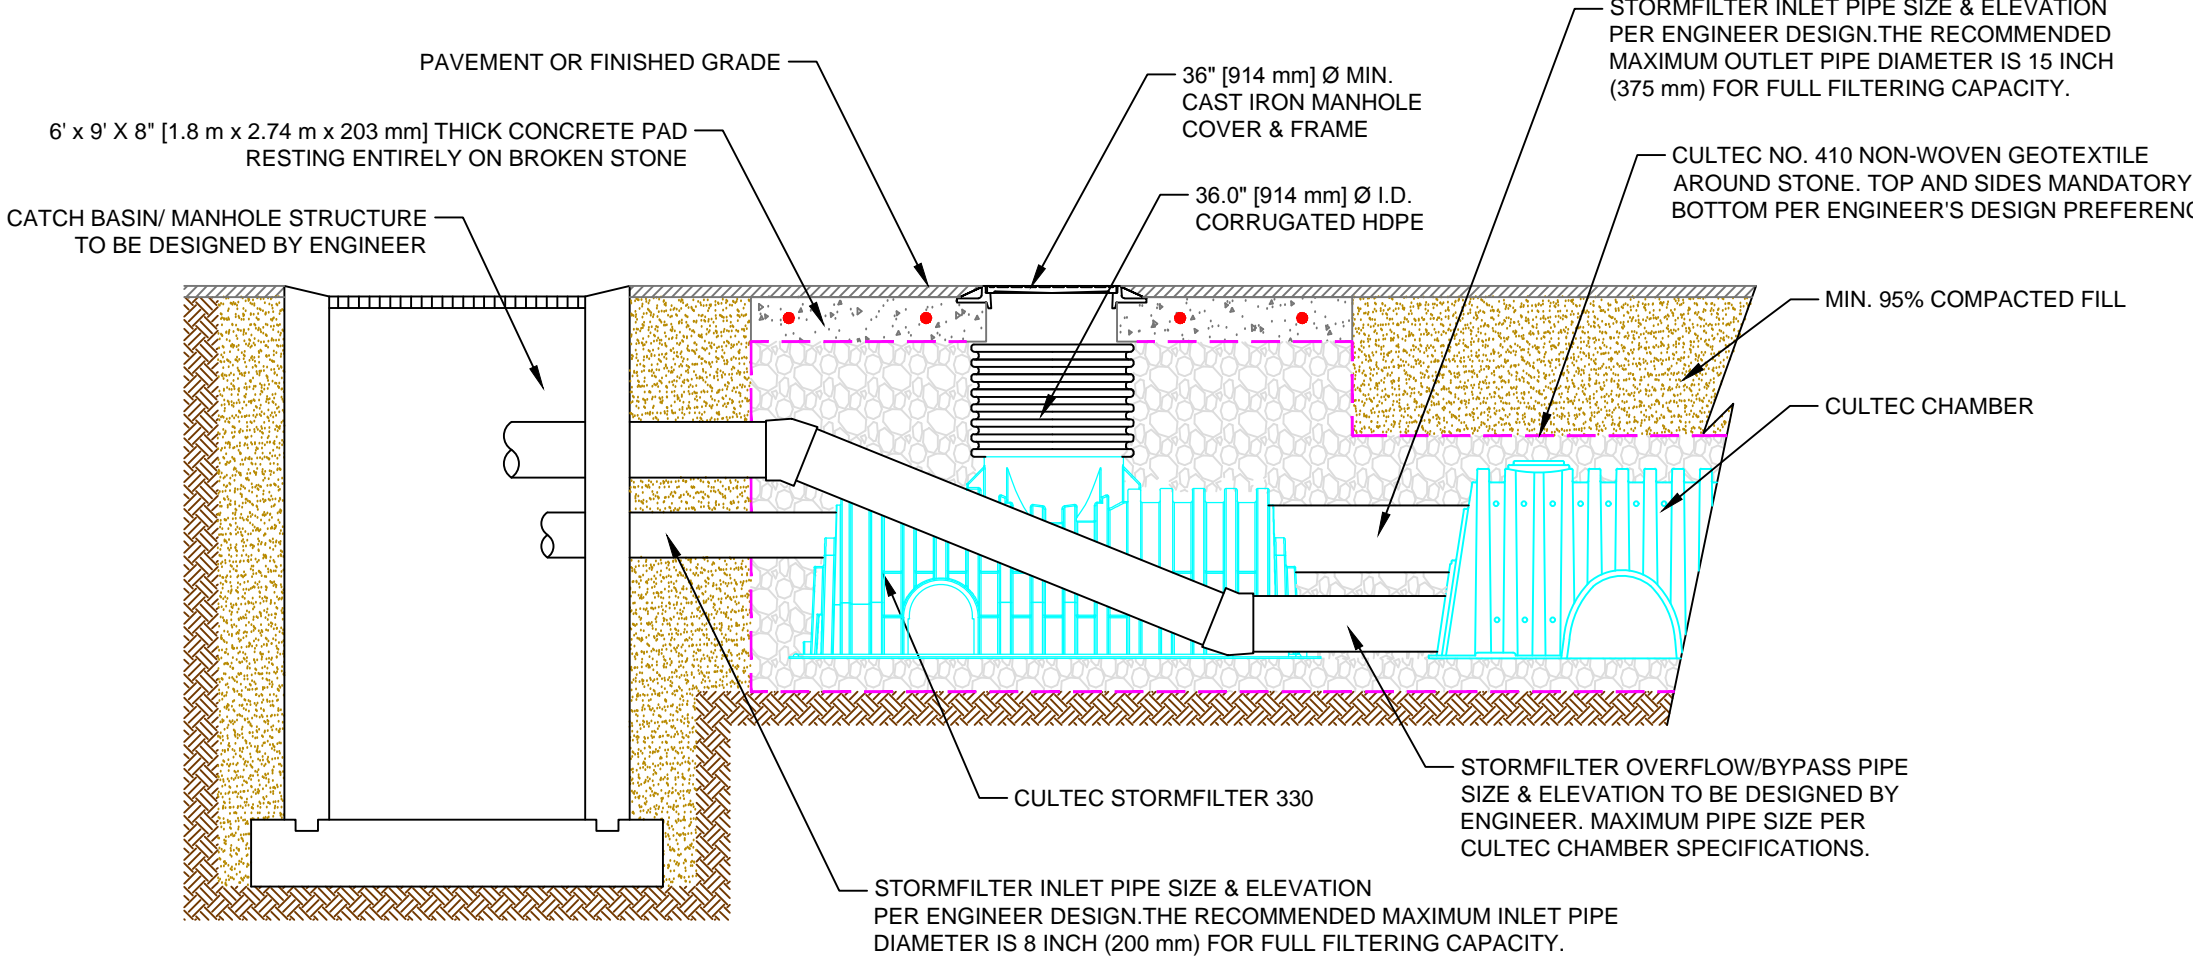 STORMFILTER INLET PIPE SIZE & ELEVATION
PER ENGINEER DESIGN.THE RECOMMENDED
MAXIMUM OUTLET PIPE DIAMETER IS 15 INCH
(375 mm) FOR FULL FILTERING CAPACITY.
PAVEMENT OR FINISHED GRADE
36" [914 mm] Ø MIN.
CAST IRON MANHOLE
COVER & FRAME
6' x 9' X 8" [1.8 m x 2.74 m x 203 mm] THICK CONCRETE PAD
RESTING ENTIRELY ON BROKEN STONE
CULTEC NO. 410 NON-WOVEN GEOTEXTILE
AROUND STONE. TOP AND SIDES MANDATORY
BOTTOM PER ENGINEER'S DESIGN
36.0" [914 mm] Ø I.D.
CORRUGATED HDPE
CATCH BASIN/ MANHOLE STRUCTURE
TO BE DESIGNED BY ENGINEER
MIN. 95% COMPACTED FILL
CULTEC CHAMBER
STORMFILTER OVERFLOW/BYPASS PIPE
SIZE & ELEVATION TO BE DESIGNED BY
ENGINEER. MAXIMUM PIPE SIZE PER
CULTEC CHAMBER SPECIFICATIONS.
CULTEC STORMFILTER 330
STORMFILTER INLET PIPE SIZE & ELEVATION
PER ENGINEER DESIGN.THE RECOMMENDED MAXIMUM INLET PIPE
DIAMETER IS 8 INCH (200 mm) FOR FULL FILTERING CAPACITY.